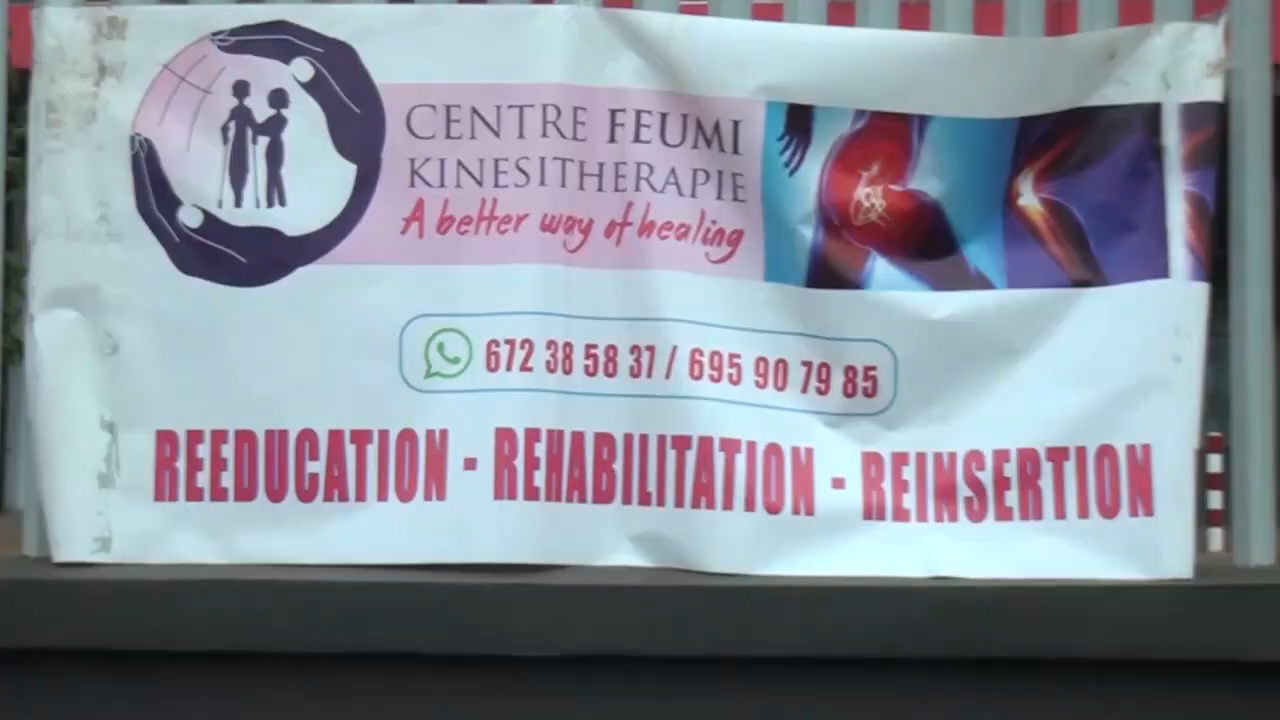 CENTRE FEUMI
KINESITHERAPIE
A better way of healing
672 38 58 37 / 695 90 79 85
REEDUCATION - REHABILITATION - REINSERTION